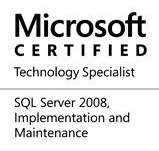 Microsoft
CERTIFIED
Technology Specialist
SQL Server 2008,
Implementation and
Maintenance